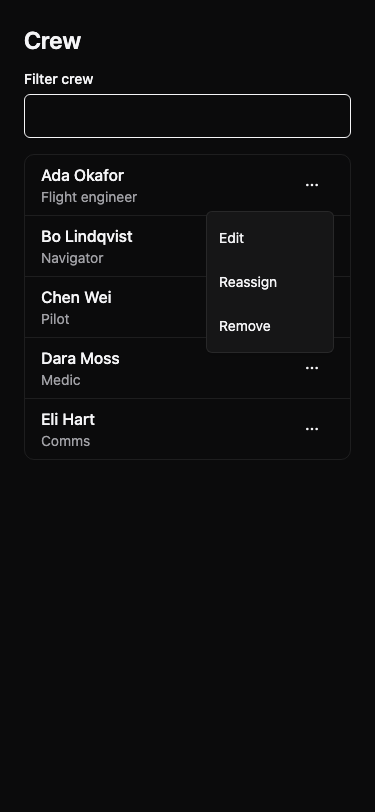 Crew
Filter crew
Ada Okafor
Flight engineer
Edit
Bo Lindqvist
Navigator
Reassign
Chen Wei
Pilot
Remove
Dara Moss
Medic
Eli Hart
Comms